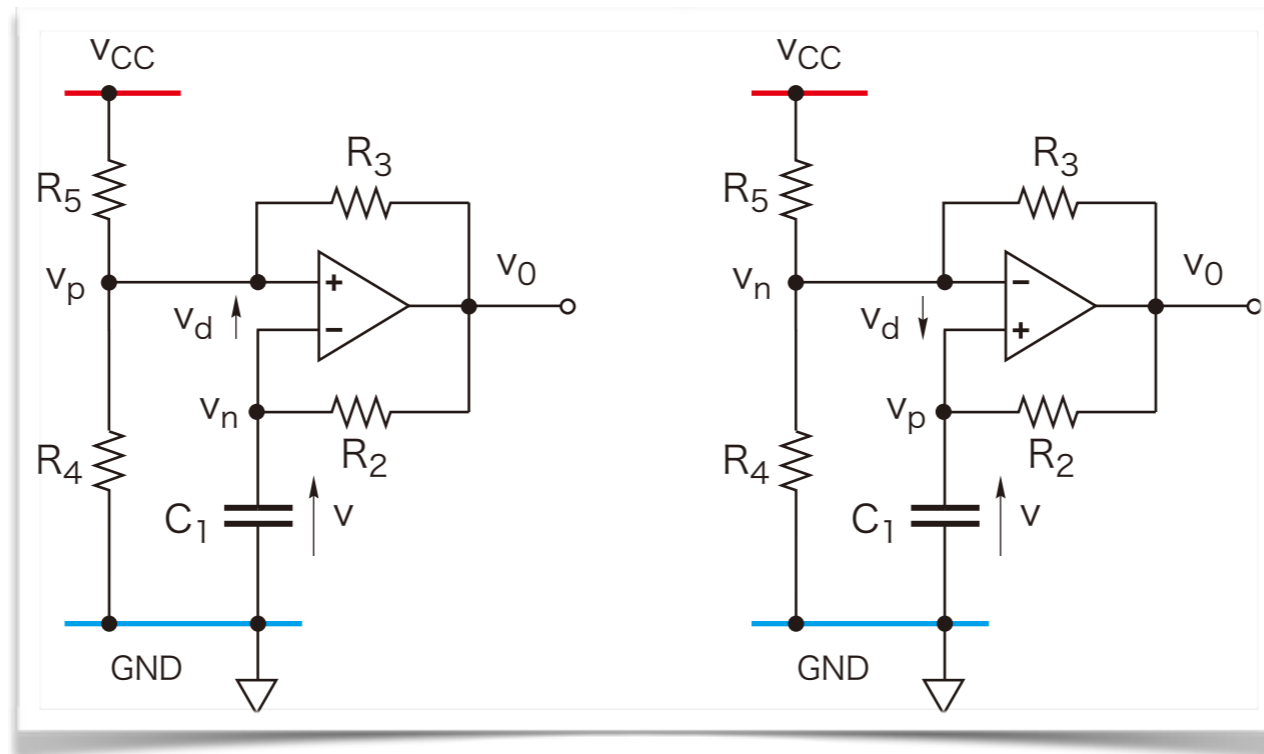 vCC
R5
R3
vp
+
vd
−
v0
vn
R2
R4
C1
v
GND
vCC
R5
R3
vn
−
vd
+
v0
vp
R2
R4
C1
v
GND